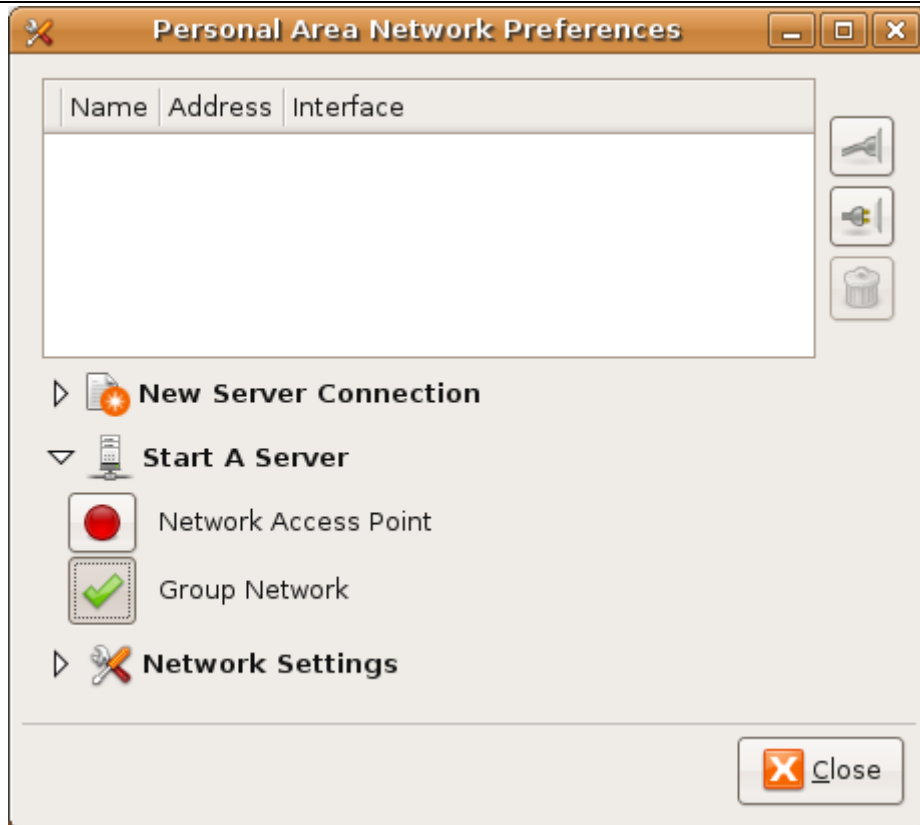 Personal Area Network Preferences
Name Address Interface
New Server Connection
Start A Server
Network Access Point
Group Network
Network Settings
Close